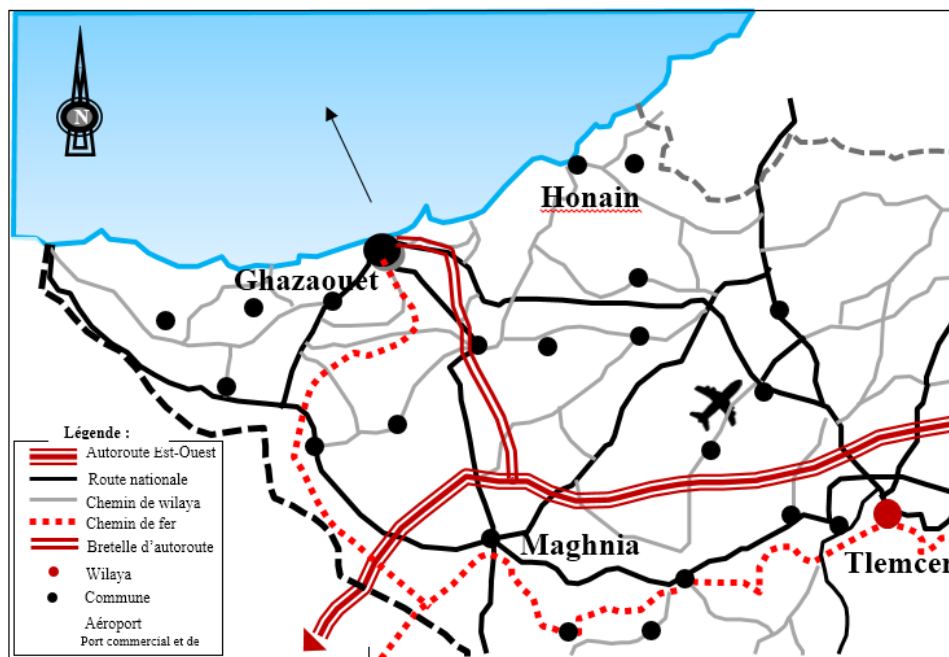 N
Honain
Ghazaouet
Maghnia
Tlemcen
Légende :
Autoroute Est-Ouest
Route nationale
Chemin de wilaya
Chemin de fer
Bretelle d'autoroute
Wilaya
Commune
Aéroport
Port commercial et de